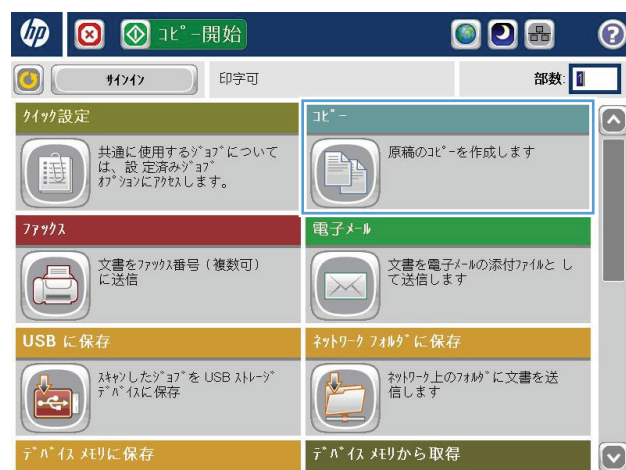 hp
ｺﾋﾟｰ開始
?
ｻｲﾝｲﾝ
印字可
部数: 1
ｸｲｯｸ設定
共通に使用するｼﾞｮﾌﾞについて
は、設 定済みｼﾞｮﾌﾞ
ｵﾌﾟｼｮﾝにｱｸｾｽしま す。
ｺﾋﾟｰ
原稿のｺﾋﾟｰを作成します
ﾌｧｯｸｽ
文書をﾌｧｯｸｽ番号 (複数可)
に送信
電子ﾒｰﾙ
文書を電子ﾒｰﾙの添付ﾌｧｲﾙと し
て送信しま す
USB に保存
ｽｷｬﾝしたｼﾞｮﾌﾞを USB ｽﾄﾚｰｼﾞ
ﾃﾞﾊﾞｲｽに保存
ﾈｯﾄﾜｰｸ ﾌｫﾙﾀﾞに保存
ﾈｯﾄﾜｰｸ上のﾌｫﾙﾀﾞに文書を送
信します
ﾃﾞﾊﾞｲｽ ﾒﾓﾘに保存
ﾃﾞﾊﾞｲｽ ﾒﾓﾘから取得